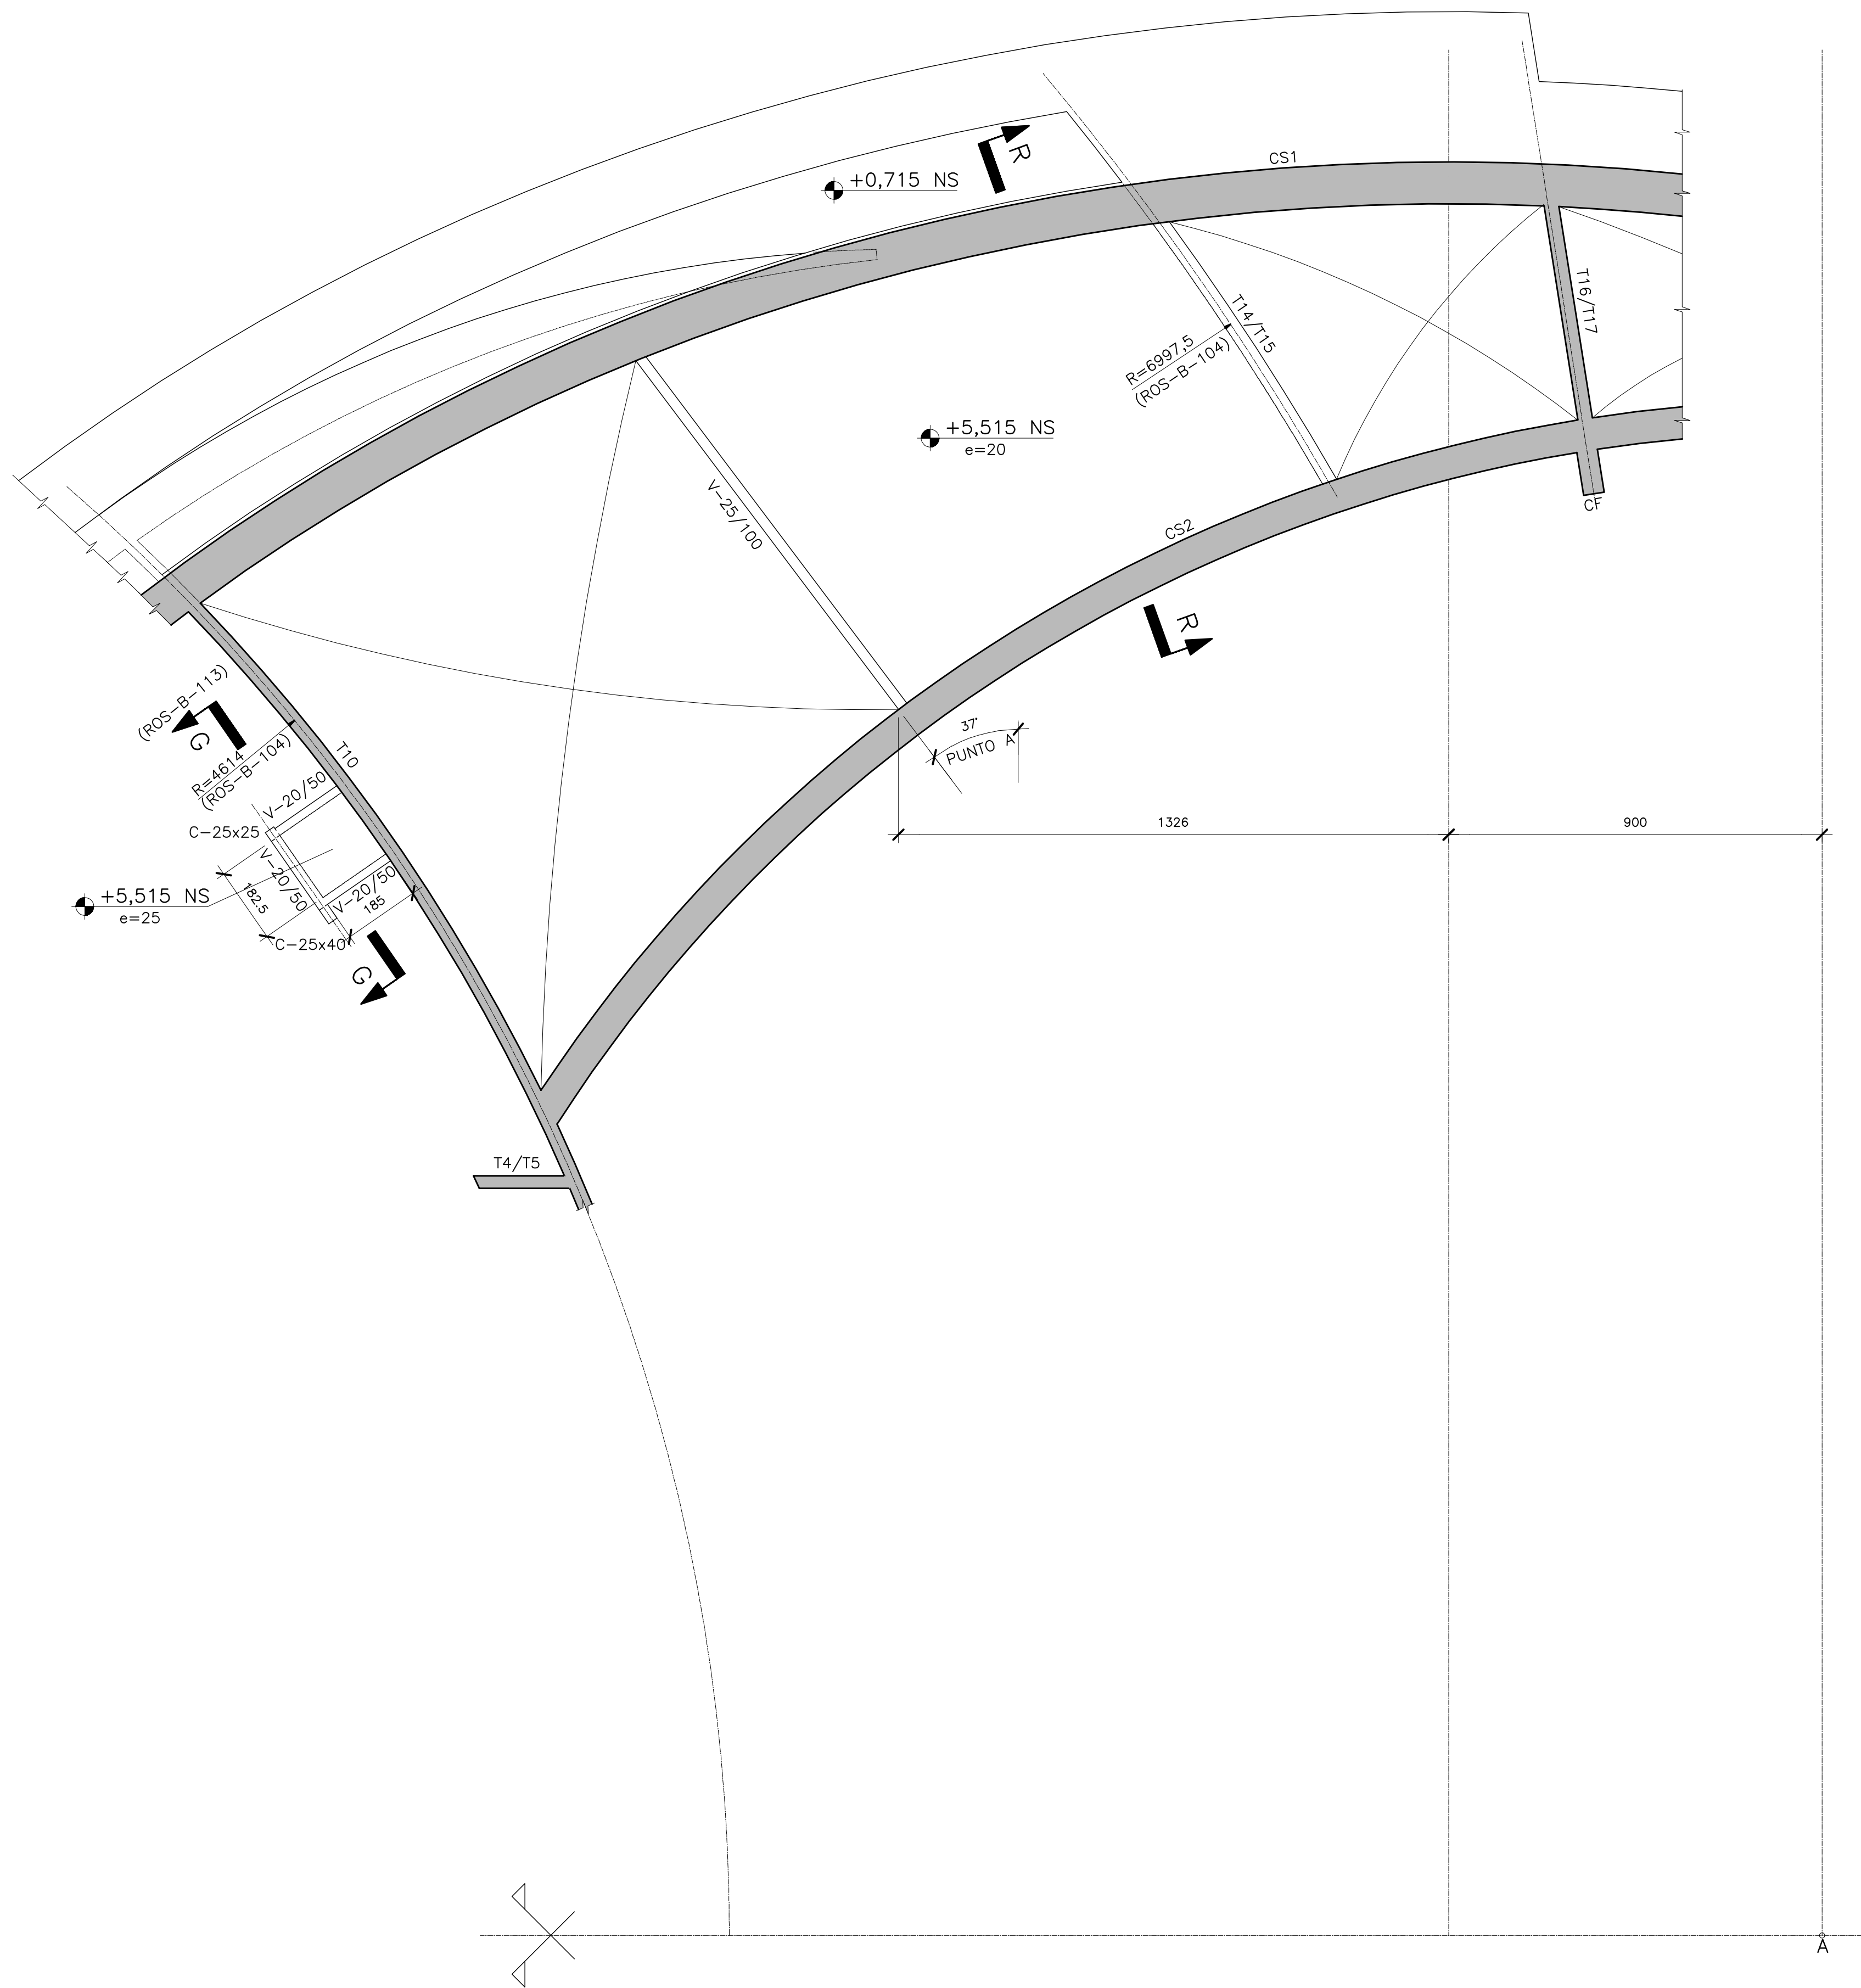 CS1
R
+0,715 NS
T16/T17
T14/T15
R=6997,5
(ROS-B-104)
+5,515 NS
e=20
V-25/100
CF
CS2
R
(ROS-B-113)
G
37°
PUNTO A
R=4614
(ROS-B-104)
T10
V-20/50
C-25x25
1326
900
V-20/50
V-20/50
182.5
185
+5,515 NS
e=25
C-25x40
G
T4/T5
A